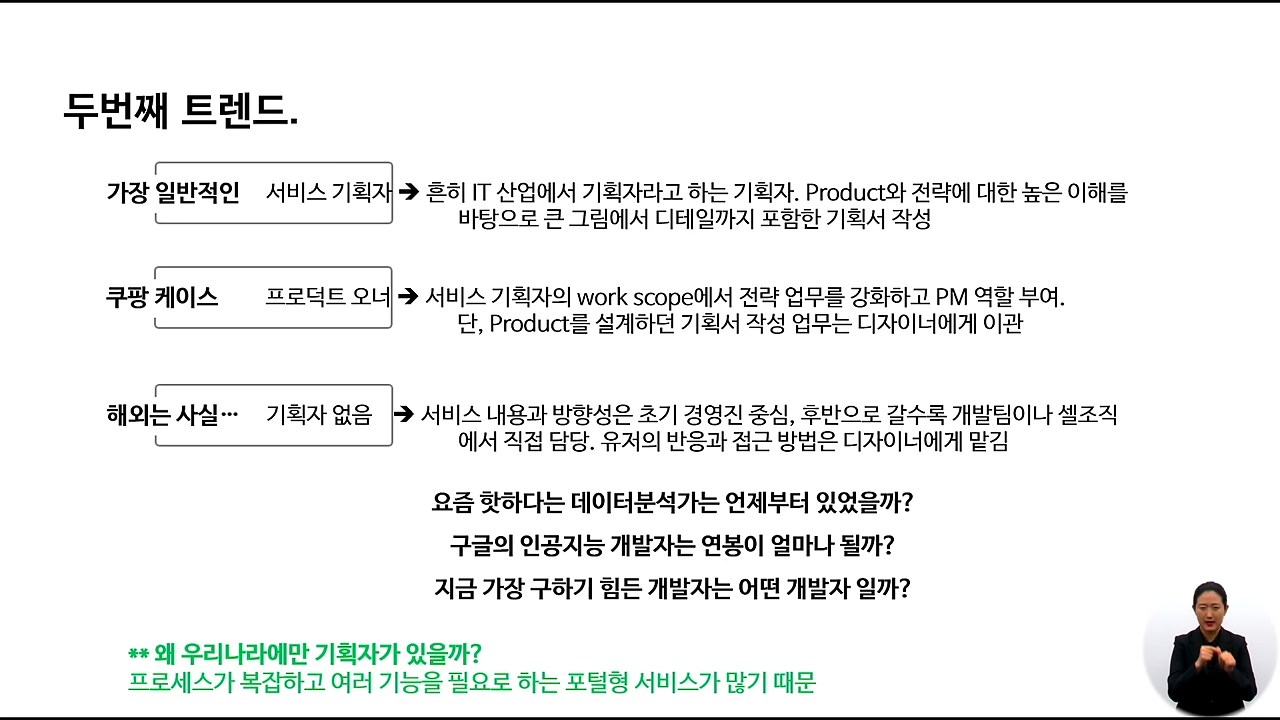 두번째 트렌드.
가장 일반적인 서비스 기획자 ➔ 흔히 IT 산업에서 기획자라고 하는 기획자. Product와 전략에 대한 높은 이해를
바탕으로 큰 그림에서 디테일까지 포함한 기획서 작성
쿠팡 케이스 프로덕트 오너 ➔ 서비스 기획자의 work scope에서 전략 업무를 강화하고 PM 역할 부여.
단, Product를 설계하던 기획서 작성 업무는 디자이너에게 이관
해외는 사실… 기획자 없음 ➔ 서비스 내용과 방향성은 초기 경영진 중심, 후반으로 갈수록 개발팀이나 셀조직
에서 직접 담당. 유저의 반응과 접근 방법은 디자이너에게 맡김
요즘 핫하다는 데이터분석가는 언제부터 있었을까?
구글의 인공지능 개발자는 연봉이 얼마나 될까?
지금 가장 구하기 힘든 개발자는 어떤 개발자 일까?
** 왜 우리나라에만 기획자가 있을까?
프로세스가 복잡하고 여러 기능을 필요로 하는 포털형 서비스가 많기 때문